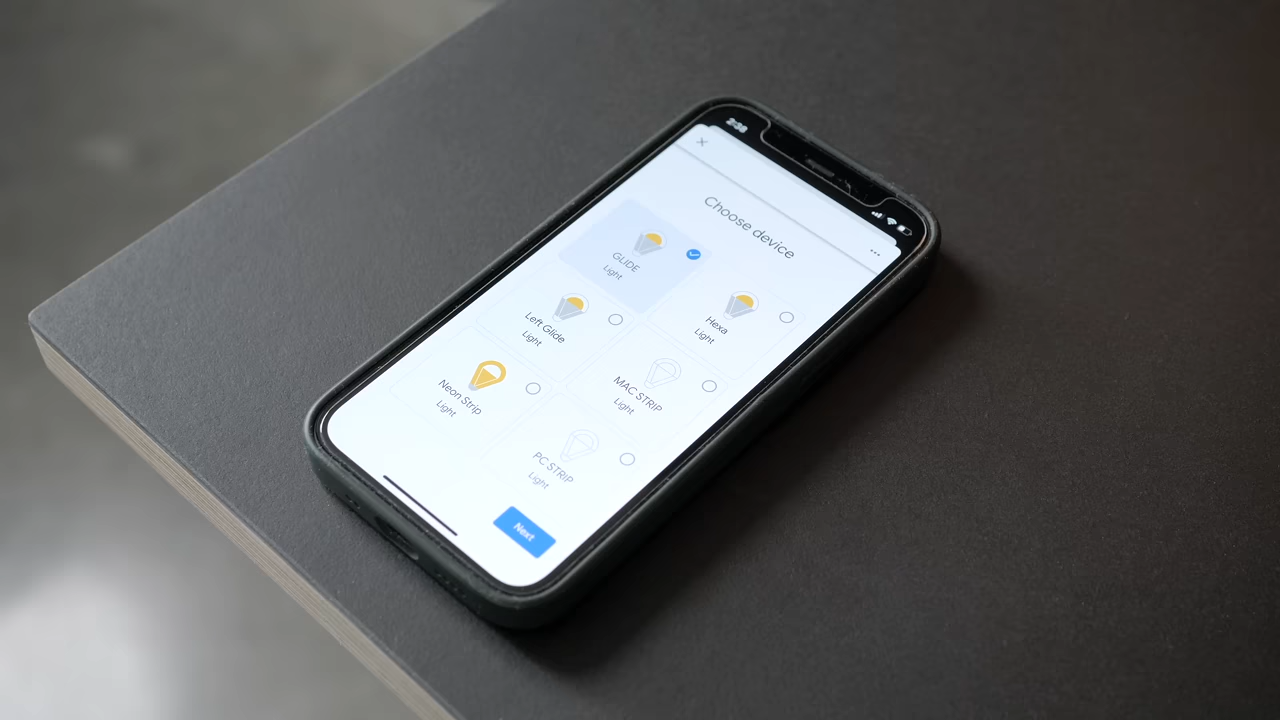 Choose device
GLIDE
Light
Hexa
Light
Left Glide
Light
MAC STRIP
Light
Neon Strip
Light
PC STRIP
Light
Next